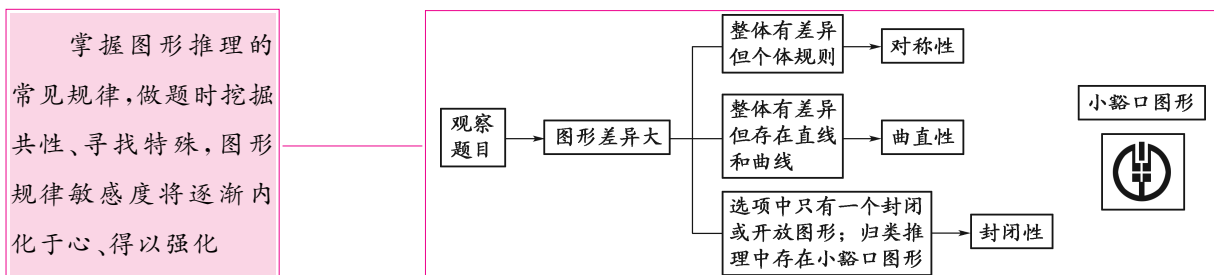 掌握图形推理的
常见规律,做题时挖掘
共性、寻找特殊,图形
规律敏感度将逐渐内
化于心、得以强化
观察
题目
图形差异大
整体有差异
但个体规则
对称性
整体有差异
但存在直线
和曲线
曲直性
选项中只有一个封闭
或开放图形；归类推
理中存在小豁口图形
封闭性
小豁口图形